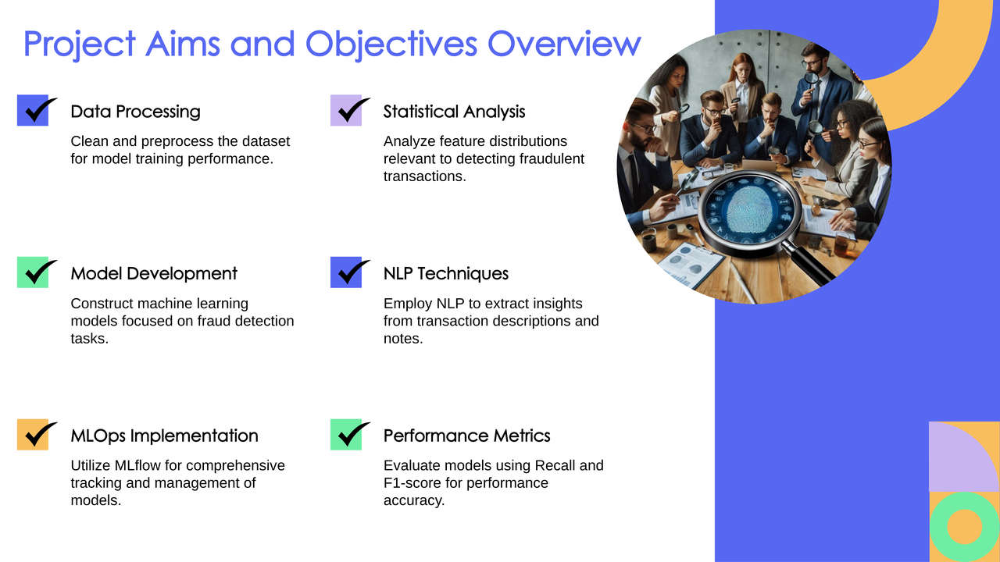 Project Aims and Objectives Overview
Data Processing
Clean and preprocess the dataset
for model training performance.
Statistical Analysis
Analyze feature distributions
relevant to detecting fraudulent
transactions.
Model Development
Construct machine learning
models focused on fraud detection
tasks.
NLP Techniques
Employ NLP to extract insights
from transaction descriptions and
notes.
MLOps Implementation
Utilize MLflow for comprehensive
tracking and management of
models.
Performance Metrics
Evaluate models using Recall and
F1-score for performance
accuracy.